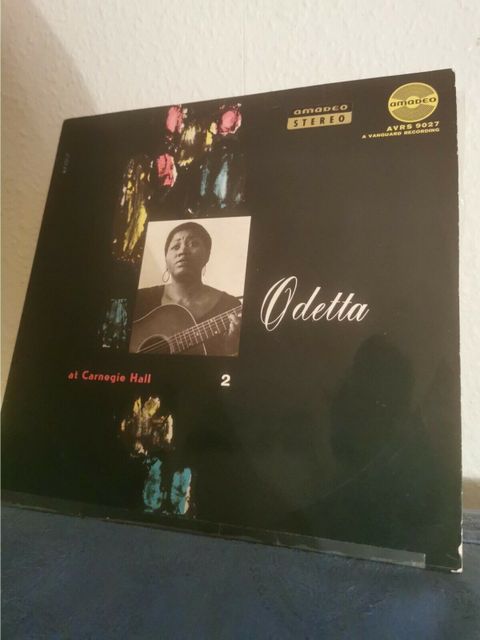 amadeo
STEREO
amadeo
AVRS 9027
A VANGUARD RECORDING
Odetta
at Carnegie Hall
2